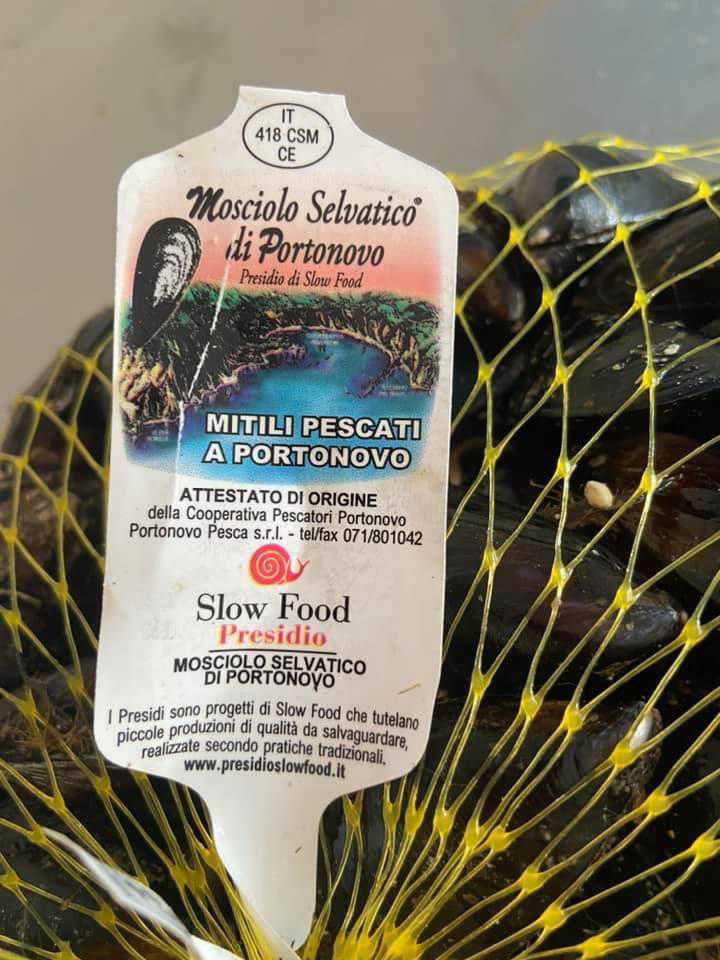 IT
418 CSM
CE
Mosciolo Selvatico®
di Portonovo
Presidio di Slow Food
MITILI PESCATI
A PORTONOVO
ATTESTATO DI ORIGINE
della Cooperativa Pescatori Portonovo
Portonovo Pesca s.r.l. - tel/fax 071/801042
Slow Food
Presidio
MOSCIOLO SELVATICO
DI PORTONOVO
I Presidi sono progetti di Slow Food che tutelano
piccole produzioni di qualità da salvaguardare,
realizzate secondo pratiche tradizionali.
www.presidioslowfood.it